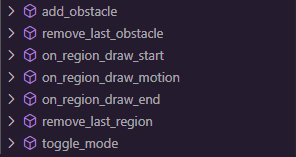 add_obstacle
remove_last_obstacle
on_region_draw_start
on_region_draw_motion
on_region_draw_end
remove_last_region
toggle_mode